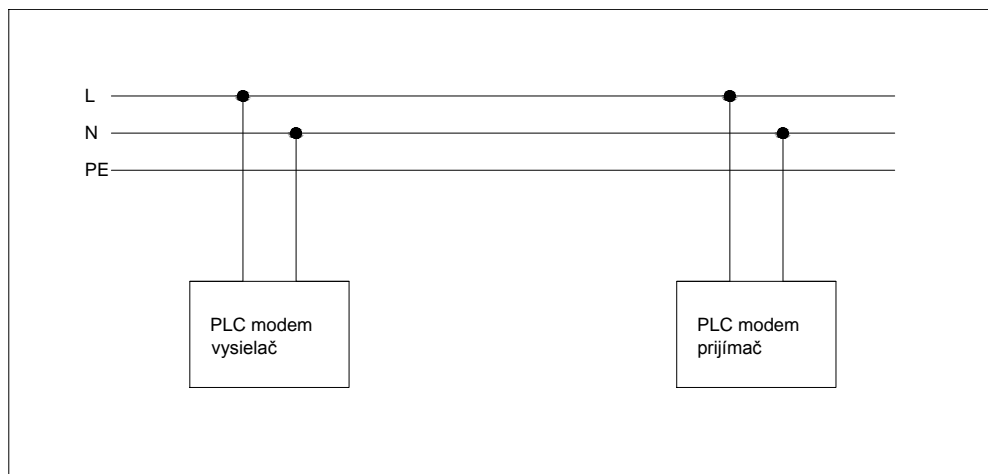 L
N
PE
PLC modem
vysielač
PLC modem
prijímač